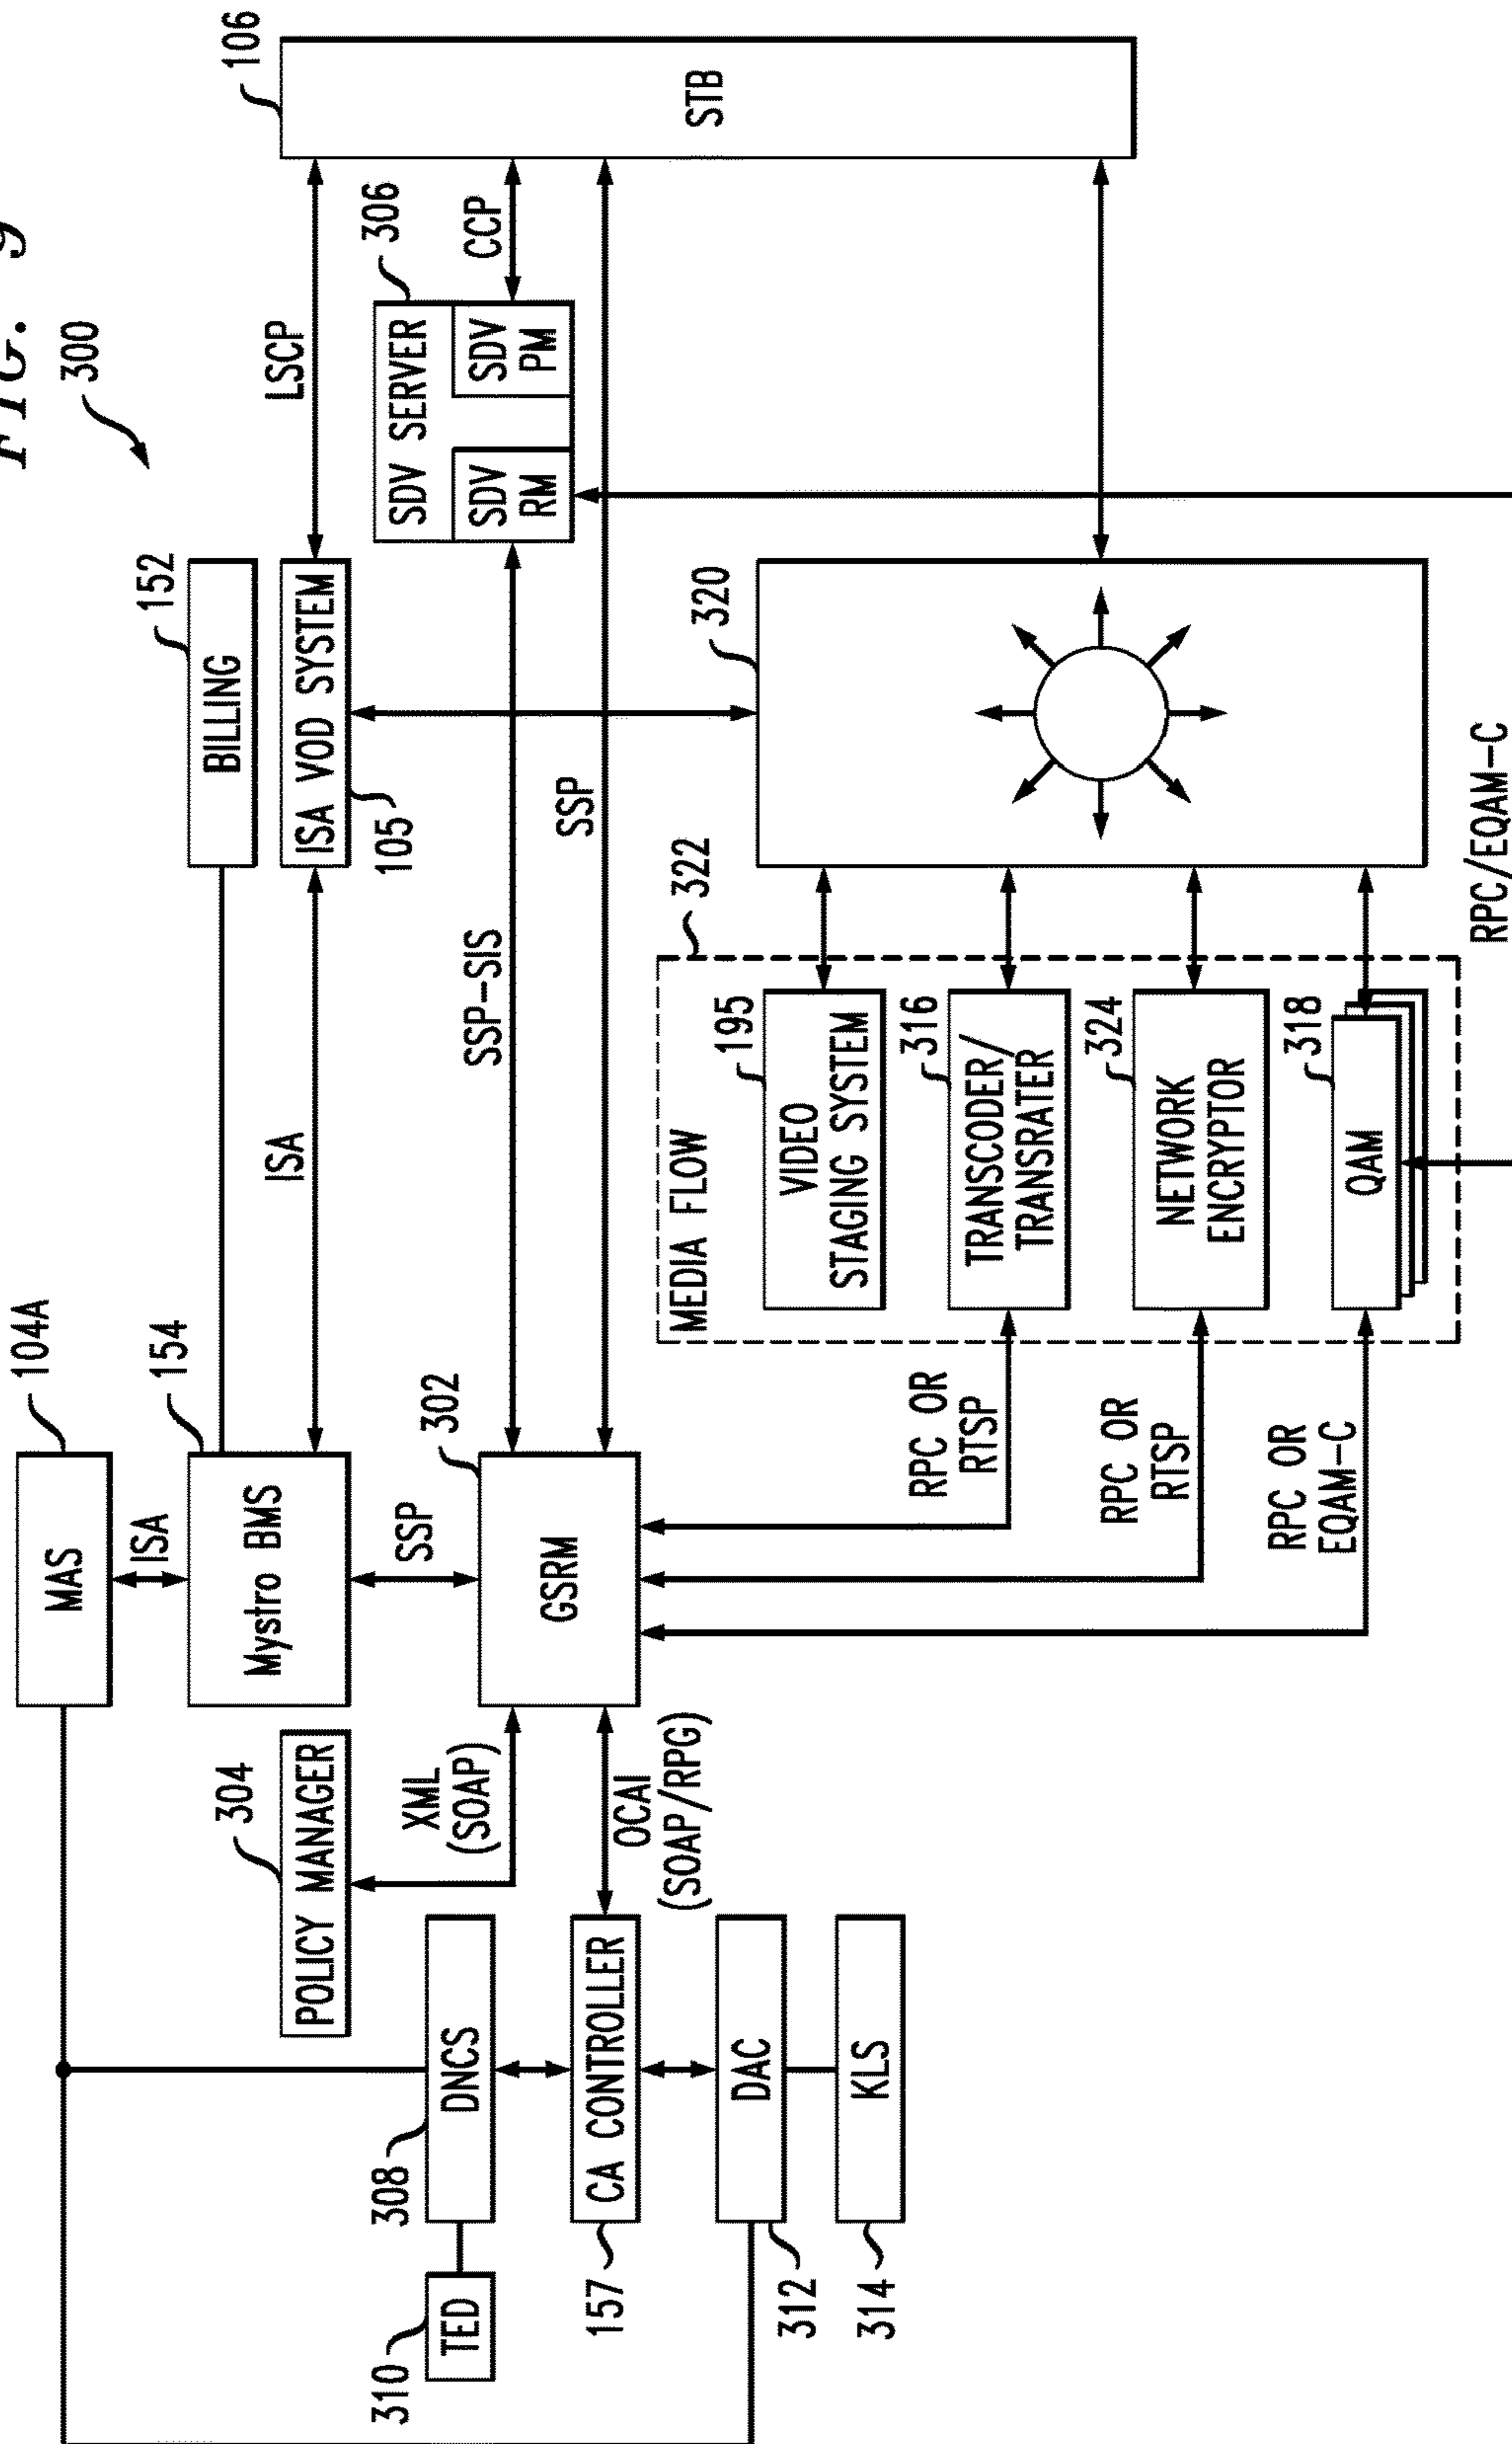 FIG. 9
300
MAS
104A
ISA
Mystro BMS
154
BILLING
152
ISA
ISA VOD SYSTEM
105
LSCP
STB
106
POLICY MANAGER
304
XML
(SOAP)
SSP
GSRM
302
SSP-SIS
SSP
SDV SERVER
SDV
RM
SDV
PM
306
CCP
TED
310
DNCS
308
CA CONTROLLER
157
OCAI
(SOAP/RPG)
DAC
312
KLS
314
RPC OR
RTSP
RPC OR
RTSP
RPC OR
EQAM-C
MEDIA FLOW
322
VIDEO
STAGING SYSTEM
195
TRANSCODER/
TRANSRATER
316
NETWORK
ENCRYPTOR
324
QAM
318
320
RPC/EQAM-C